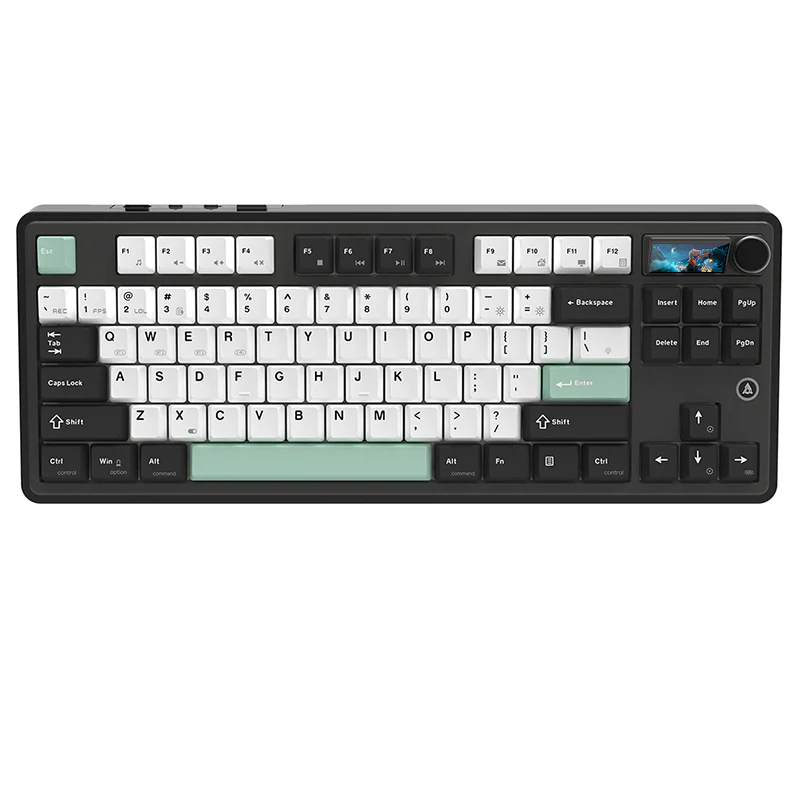 Esc F1 F2 F3 F4 F5 F6 F7 F8 F9 F10 F11 F12
~ ` REC ! 1 FPS @ 2 LOL # 3 $ 4 % 5 ^ 6 & 7 * 8 ( 9 ) 0 _ - + = Backspace Insert Home PgUp
Tab Q W E R T Y U I O P { [ } ] | \ Delete End PgDn
Caps Lock A S D F G H J K L : ; " ' Enter
Shift Z X C V B N M < , > . ? / Shift
Ctrl control Win option Alt command Alt command Fn Ctrl control